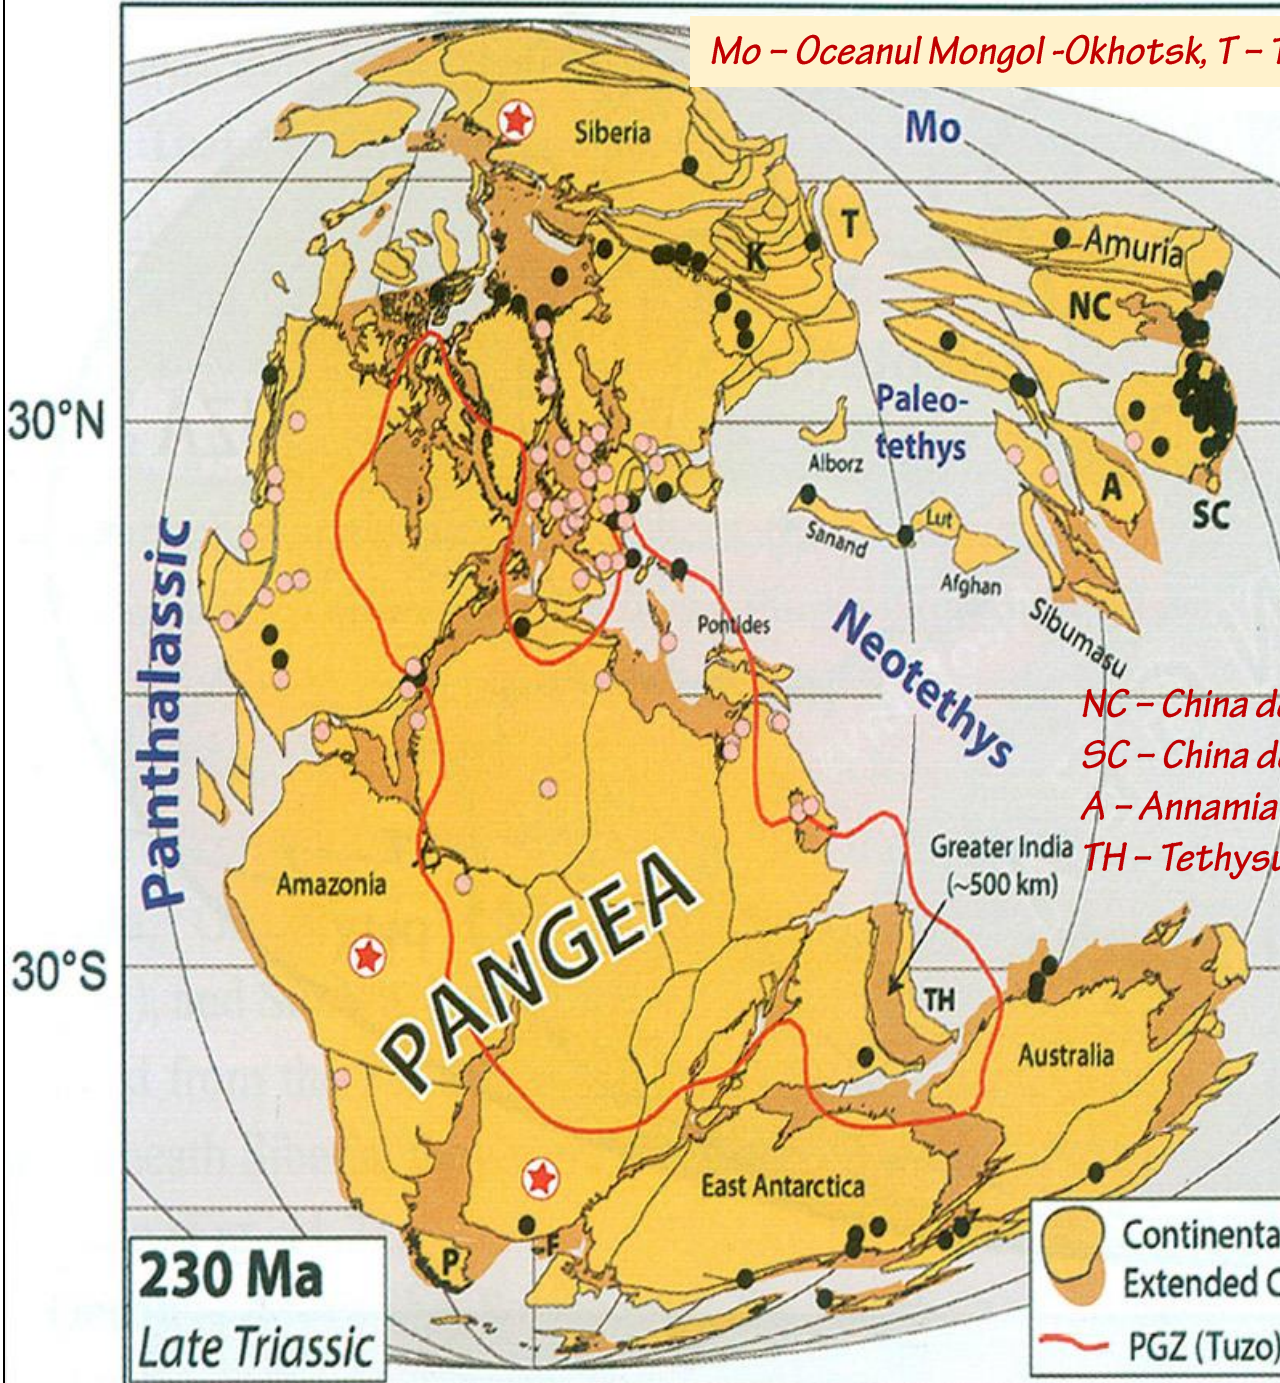 Mo – Oceanul Mongol -Okhotsk, T –
Mo
Siberia
T
K
Amuria
NC
30°N
Paleo-
tethys
Alborz
A
SC
Sanand
Lut
Afghan
Sibumasu
Pontides
Panthalassic
Neotethys
NC – China
SC – China
A – Annamia
TH –
Greater India
(~500 km)
Amazonia
PANGEA
30°S
TH
Australia
East Antarctica
P
F
230 Ma
Late Triassic
Continenta
Extended C
PGZ (Tuzo)